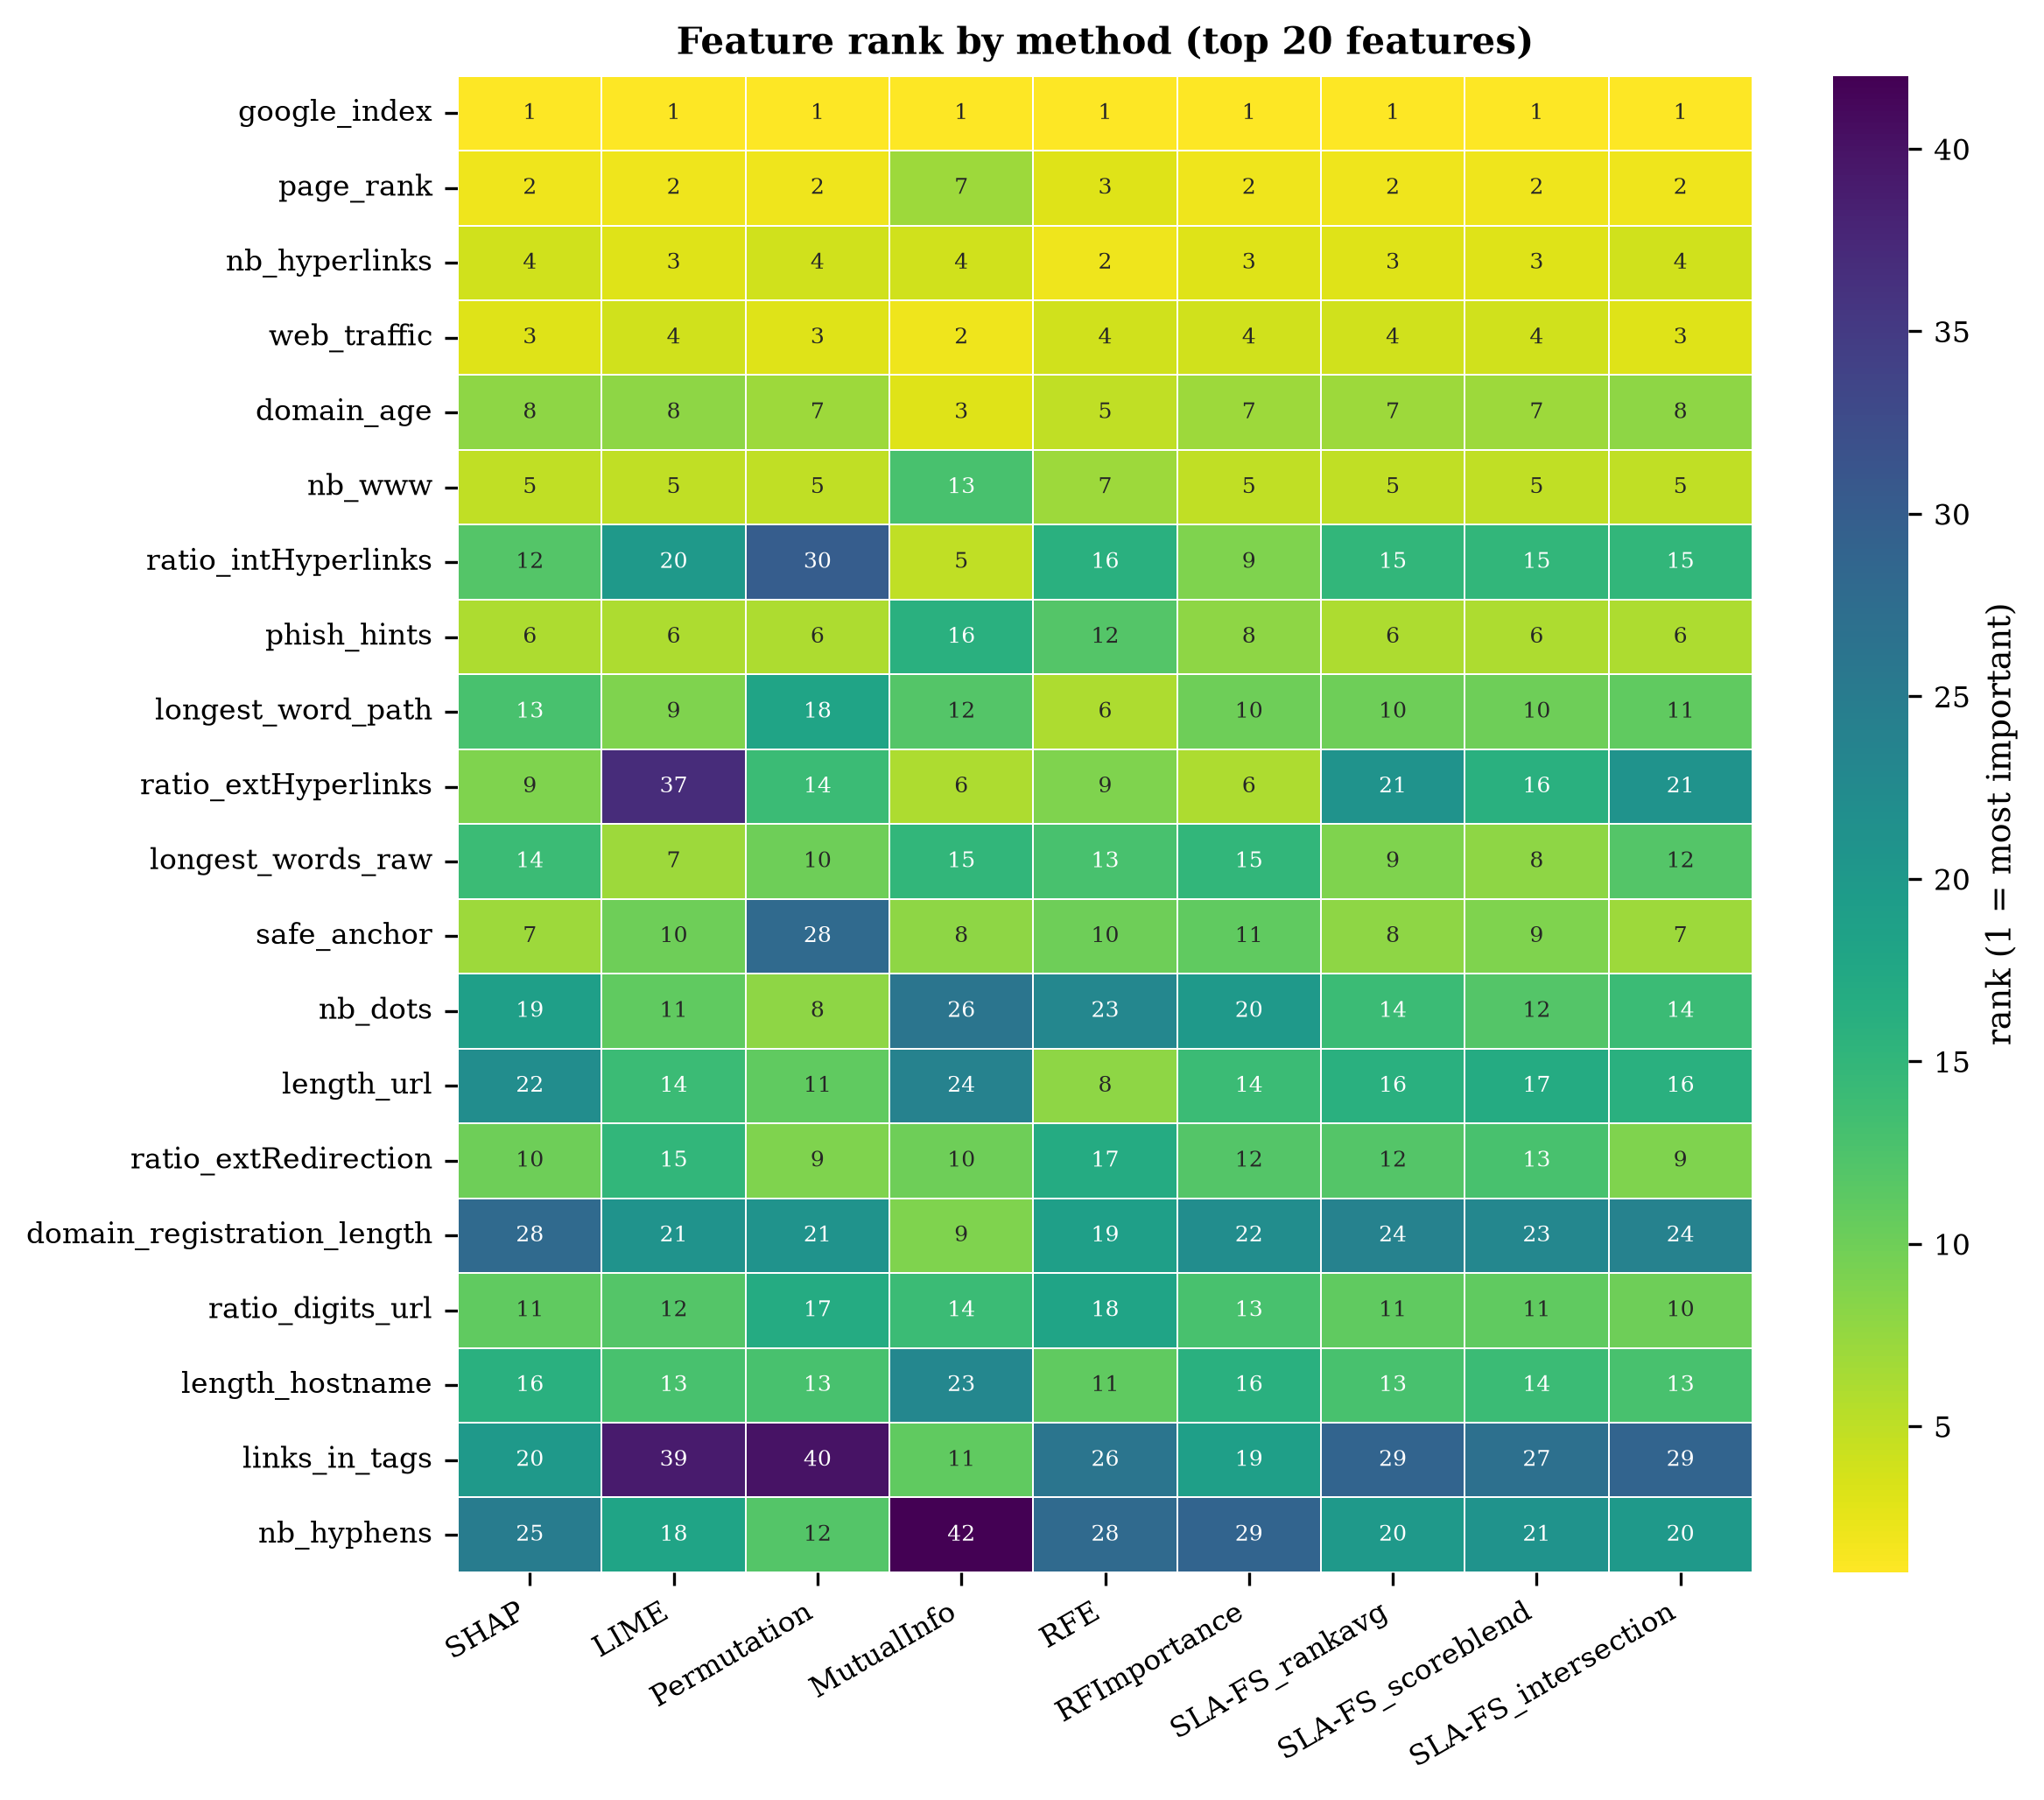 Feature rank by method (top 20 features)
google_index 1 1 1 1 1 1 1 1 1
page_rank 2 2 2 7 3 2 2 2 2
nb_hyperlinks 4 3 4 4 2 3 3 3 4
web_traffic 3 4 3 2 4 4 4 4 3
domain_age 8 8 7 3 5 7 7 7 8
nb_www 5 5 5 13 7 5 5 5 5
ratio_intHyperlinks 12 20 30 5 16 9 15 15 15
phish_hints 6 6 6 16 12 8 6 6 6
longest_word_path 13 9 18 12 6 10 10 10 11
ratio_extHyperlinks 9 37 14 6 9 6 21 16 21
longest_words_raw 14 7 10 15 13 15 9 8 12
safe_anchor 7 10 28 8 10 11 8 9 7
nb_dots 19 11 8 26 23 20 14 12 14
length_url 22 14 11 24 8 14 16 17 16
ratio_extRedirection 10 15 9 10 17 12 12 13 9
domain_registration_length 28 21 21 9 19 22 24 23 24
ratio_digits_url 11 12 17 14 18 13 11 11 10
length_hostname 16 13 13 23 11 16 13 14 13
links_in_tags 20 39 40 11 26 19 29 27 29
nb_hyphens 25 18 12 42 28 29 20 21 20
SHAP
LIME
Permutation
MutualInfo
RFE
RFImportance
SLA-FS_rankavg
SLA-FS_scoreblend
SLA-FS_intersection
40
35
30
25
20
15
10
5
rank (1 = most important)